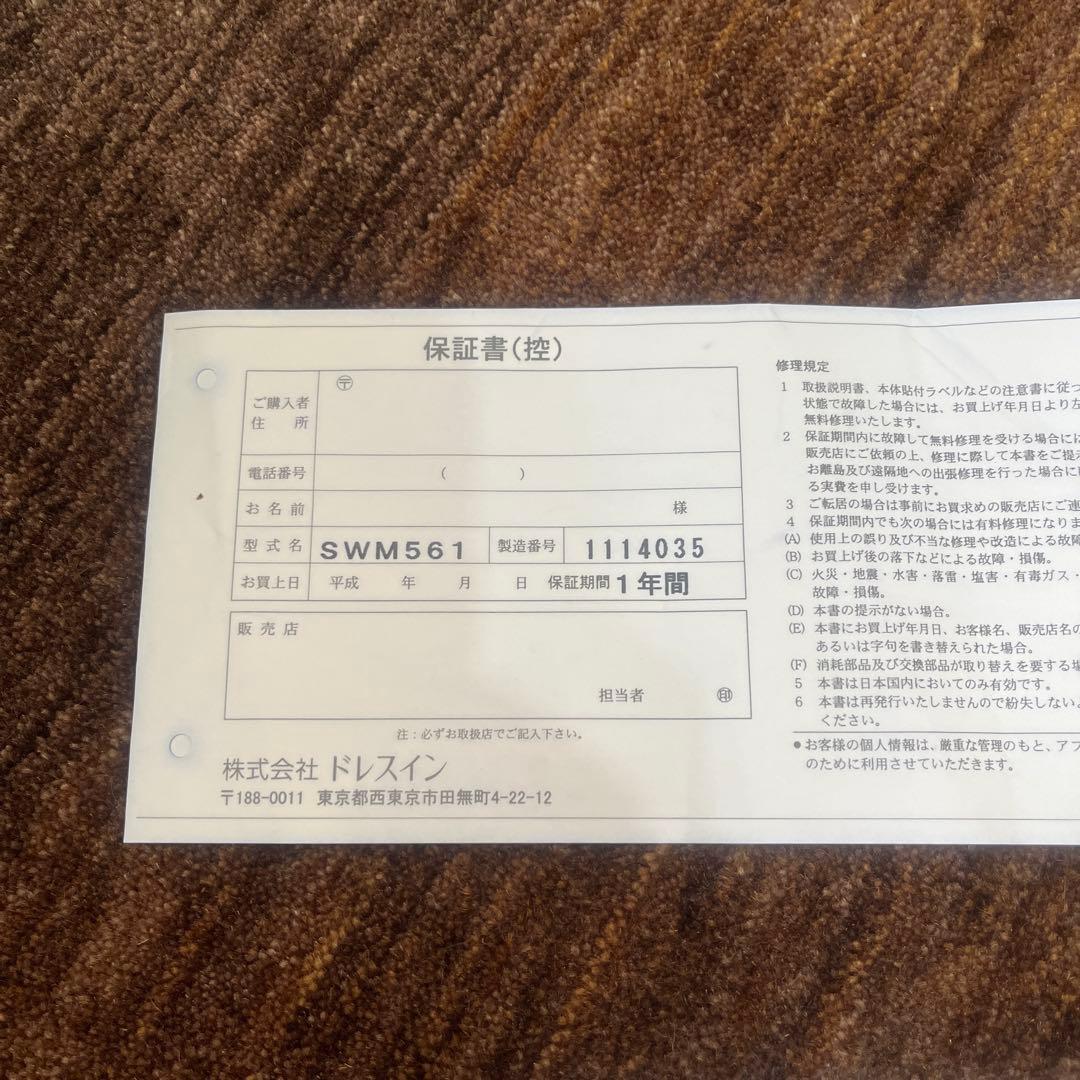 保証書(控)
ご購入者
住　所
〒
電話番号　(　　)
お名前　様
型式名　SWM561　製造番号　1114035
お買上日　平成　年　月　日　保証期間 1年間
販売店
担当者　㊞
注：必ずお取扱店でご記入下さい。
株式会社 ドレスイン
〒188-0011　東京都西東京市田無町4-22-12
修理規定
1　取扱説明書、本体貼付ラベルなどの注意書に従っ
状態で故障した場合には、お買上げ年月日より左
無料修理いたします。
2　保証期間内に故障して無料修理を受ける場合には
販売店にご依頼の上、修理に際して本書をご提示
お離島及び遠隔地への出張修理を行った場合に
る実費を申し受けます。
3　ご転居の場合は事前にお買求めの販売店にご連
4　保証期間内でも次の場合には有料修理になりま
(A)　使用上の誤り及び不当な修理や改造による故障
(B)　お買上げ後の落下などによる故障・損傷。
(C)　火災・地震・水害・落雷・塩害・有毒ガス・
故障・損傷。
(D)　本書の提示がない場合。
(E)　本書にお買上げ年月日、お客様名、販売店名の
あるいは字句を書き替えられた場合。
(F)　消耗部品及び交換部品が取り替えを要する場
5　本書は日本国内においてのみ有効です。
6　本書は再発行いたしませんので紛失しないよ
ください。
●お客様の個人情報は、厳重な管理のもと、アフ
のために利用させていただきます。